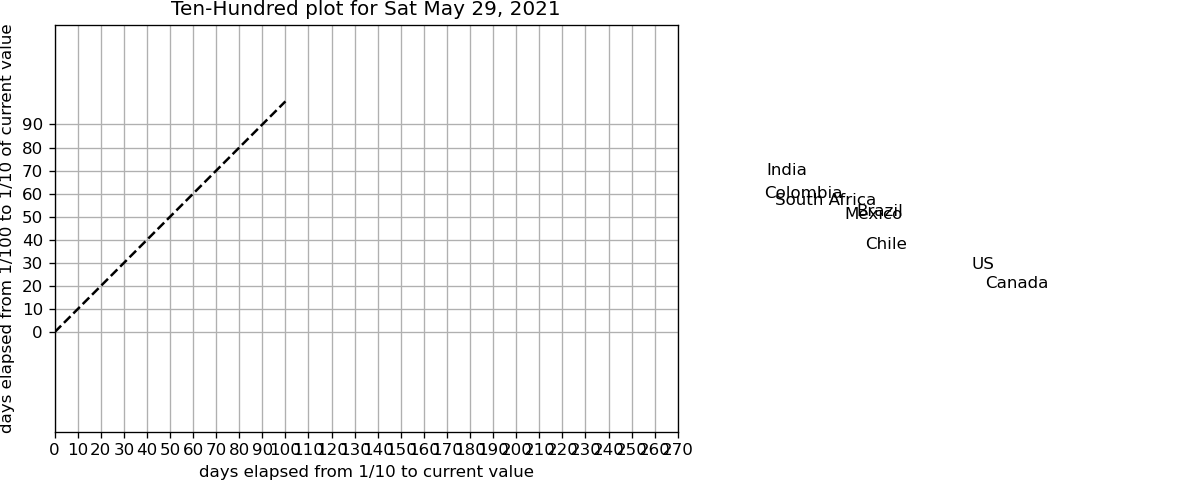 Ten-Hundred plot for Sat May 29, 2021
days elapsed from 1/100 to 1/10 of current value
90
80
70
60
50
40
30
20
10
0
0 10 20 30 40 50 60 70 80 90 100 110 120 130 140 150 160 170 180 190 200 210 220 230 240 250 260 270
days elapsed from 1/10 to current value
India
Colombia
South Africa
Brazil
Mexico
Chile
US
Canada